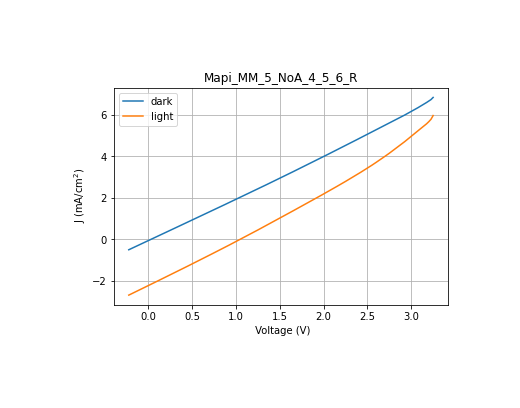 Mapi_MM_5_NoA_4_5_6_R
dark
light
6
4
2
0
−2
J (mA/cm²)
0.0 0.5 1.0 1.5 2.0 2.5 3.0
Voltage (V)